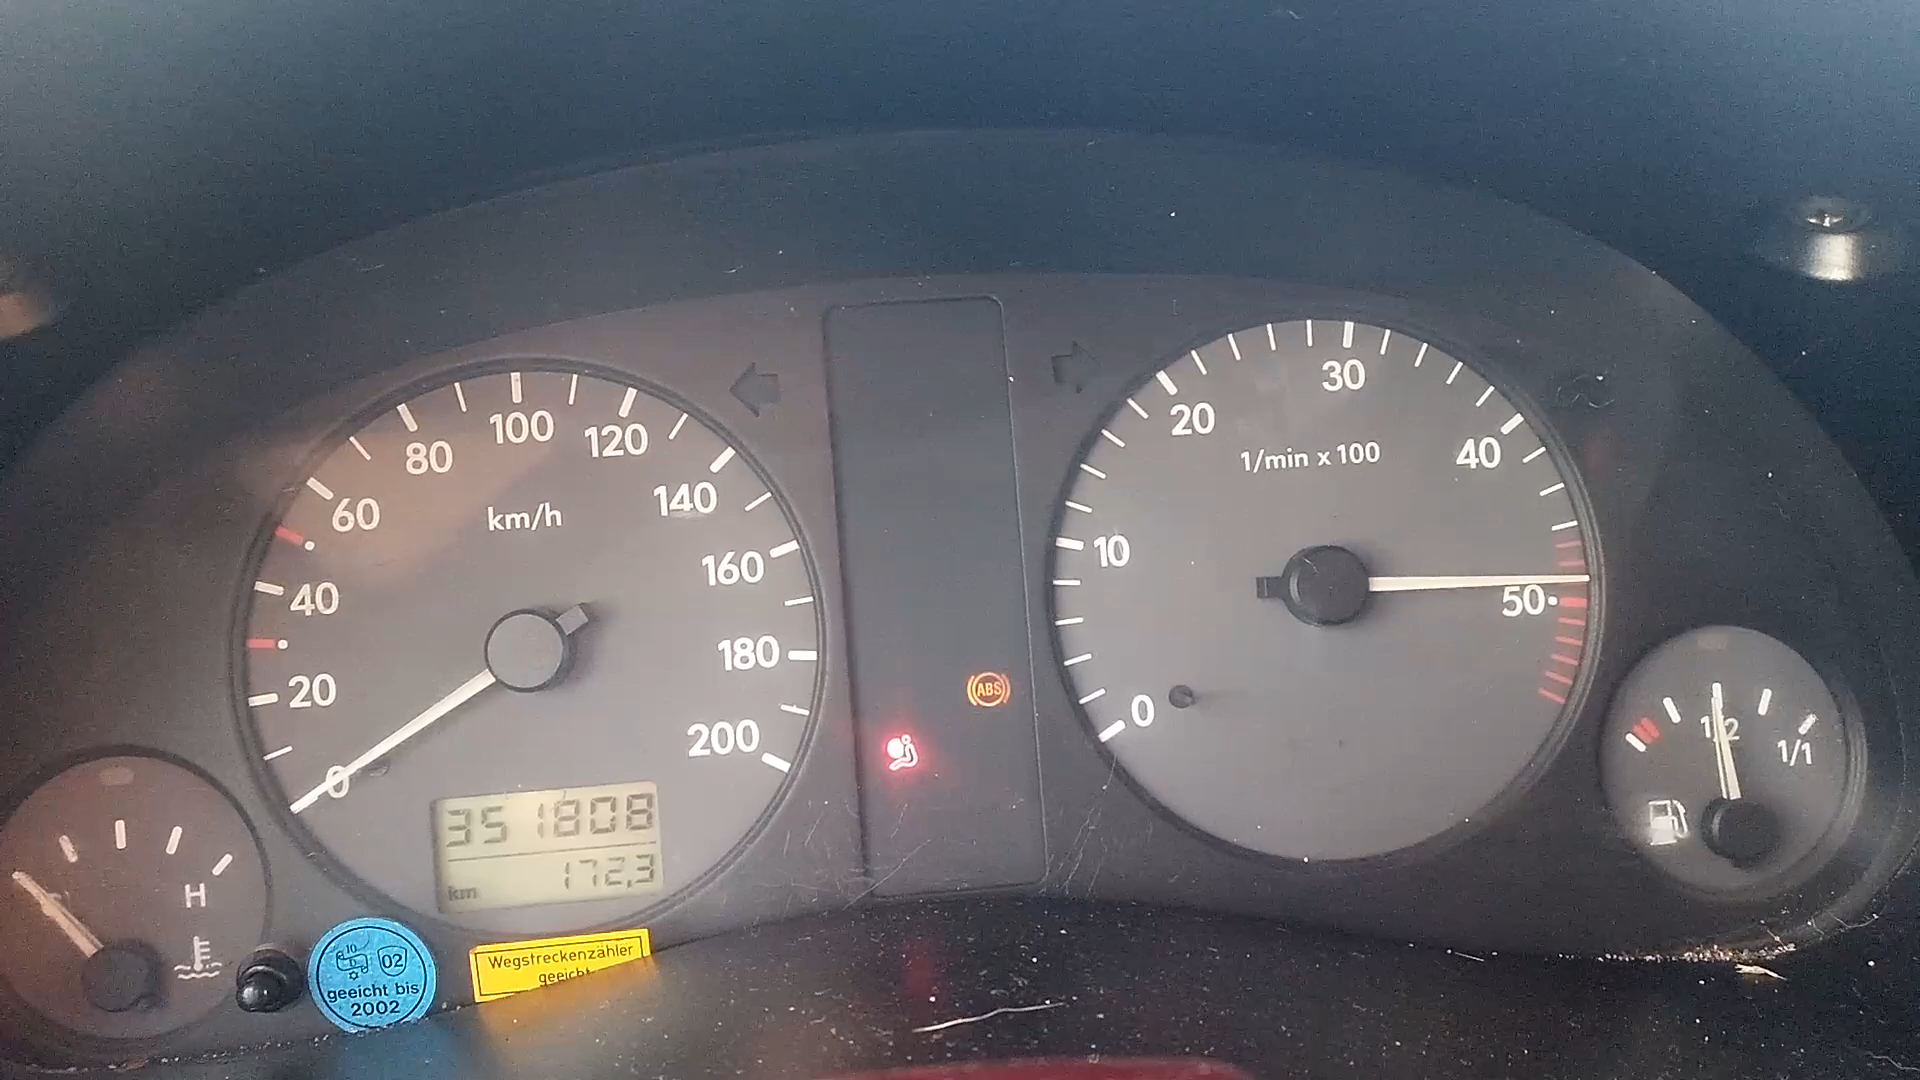 0
20
40
60
80
100
120
140
160
180
200
km/h
351808
172,3
km
ABS
0
10
20
30
40
50
1/min x 100
1/2
1/1
H
10
D
02
geeicht bis
2002
Wegstreckenzähler
geeicht